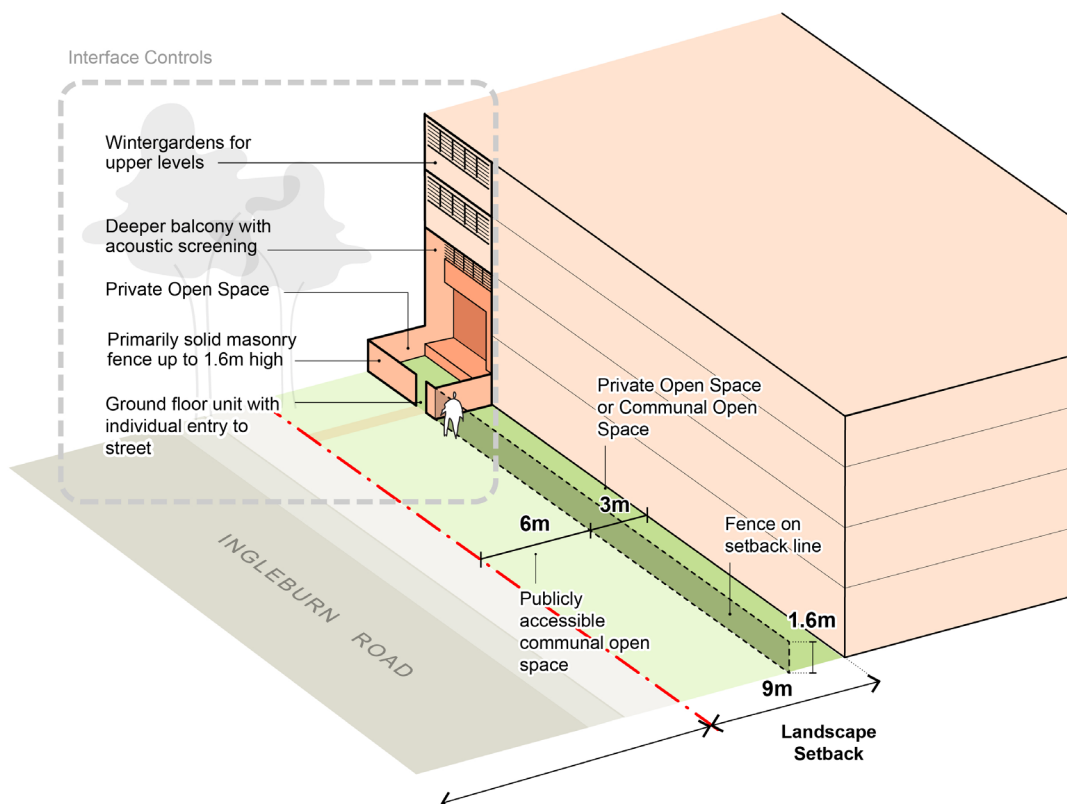 Interface Controls
Wintergardens for
upper levels
Deeper balcony with
acoustic screening
Private Open Space
Primarily solid masonry
fence up to 1.6m high
Ground floor unit with
individual entry to
street
Private Open Space
or Communal Open
Space
3m
6m
Fence on
setback line
Publicly
accessible
communal open
space
1.6m
9m
Landscape
Setback
INGLEBURN ROAD